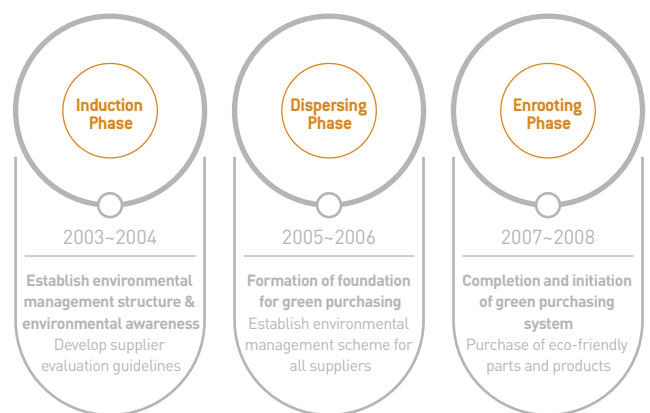 Induction
Phase
2003~2004
Establish environmental
management structure &
environmental awareness
Develop supplier
evaluation guidelines
Dispersing
Phase
2005~2006
Formation of foundation
for green purchasing
Establish environmental
management scheme for
all suppliers
Enrooting
Phase
2007~2008
Completion and initiation
of green purchasing
system
Purchase of eco-friendly
parts and products